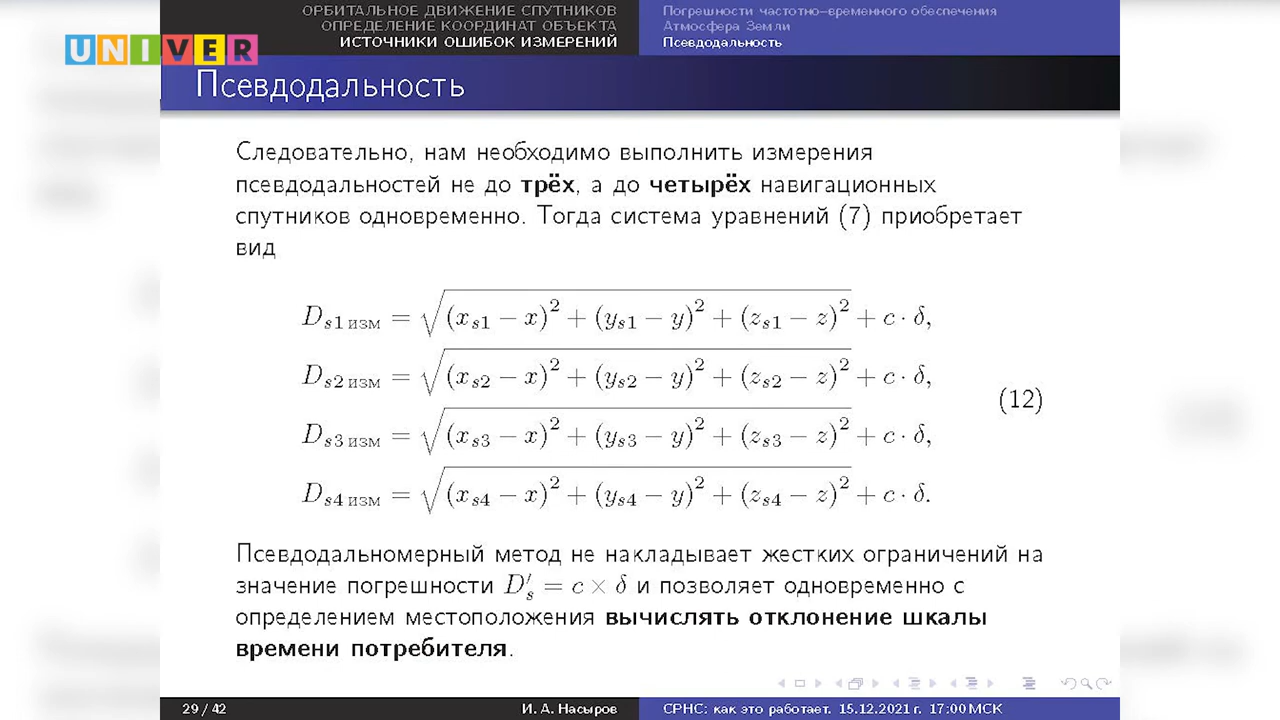 ОРБИТАЛЬНОЕ ДВИЖЕНИЕ СПУТНИКОВ
ОПРЕДЕЛЕНИЕ КООРДИНАТ ОБЪЕКТА
ИСТОЧНИКИ ОШИБОК ИЗМЕРЕНИЙ
Погрешности частотно–временного обеспечения
Атмосфера Земли
Псевдодальность
UNIVER
Псевдодальность
Следовательно, нам необходимо выполнить измерения
псевдодальностей не до трёх, а до четырёх навигационных
спутников одновременно. Тогда система уравнений (7) приобретает
вид
D_{s1 изм} = √((x_{s1} − x)² + (y_{s1} − y)² + (z_{s1} − z)²) + c · δ,
D_{s2 изм} = √((x_{s2} − x)² + (y_{s2} − y)² + (z_{s2} − z)²) + c · δ,
(12)
D_{s3 изм} = √((x_{s3} − x)² + (y_{s3} − y)² + (z_{s3} − z)²) + c · δ,
D_{s4 изм} = √((x_{s4} − x)² + (y_{s4} − y)² + (z_{s4} − z)²) + c · δ.
Псевдодальномерный метод не накладывает жестких ограничений на
значение погрешности D′_s = c × δ и позволяет одновременно с
определением местоположения вычислять отклонение шкалы
времени потребителя.
29 / 42
И. А. Насыров
СРНС: как это работает. 15.12.2021 г. 17:00 МСК